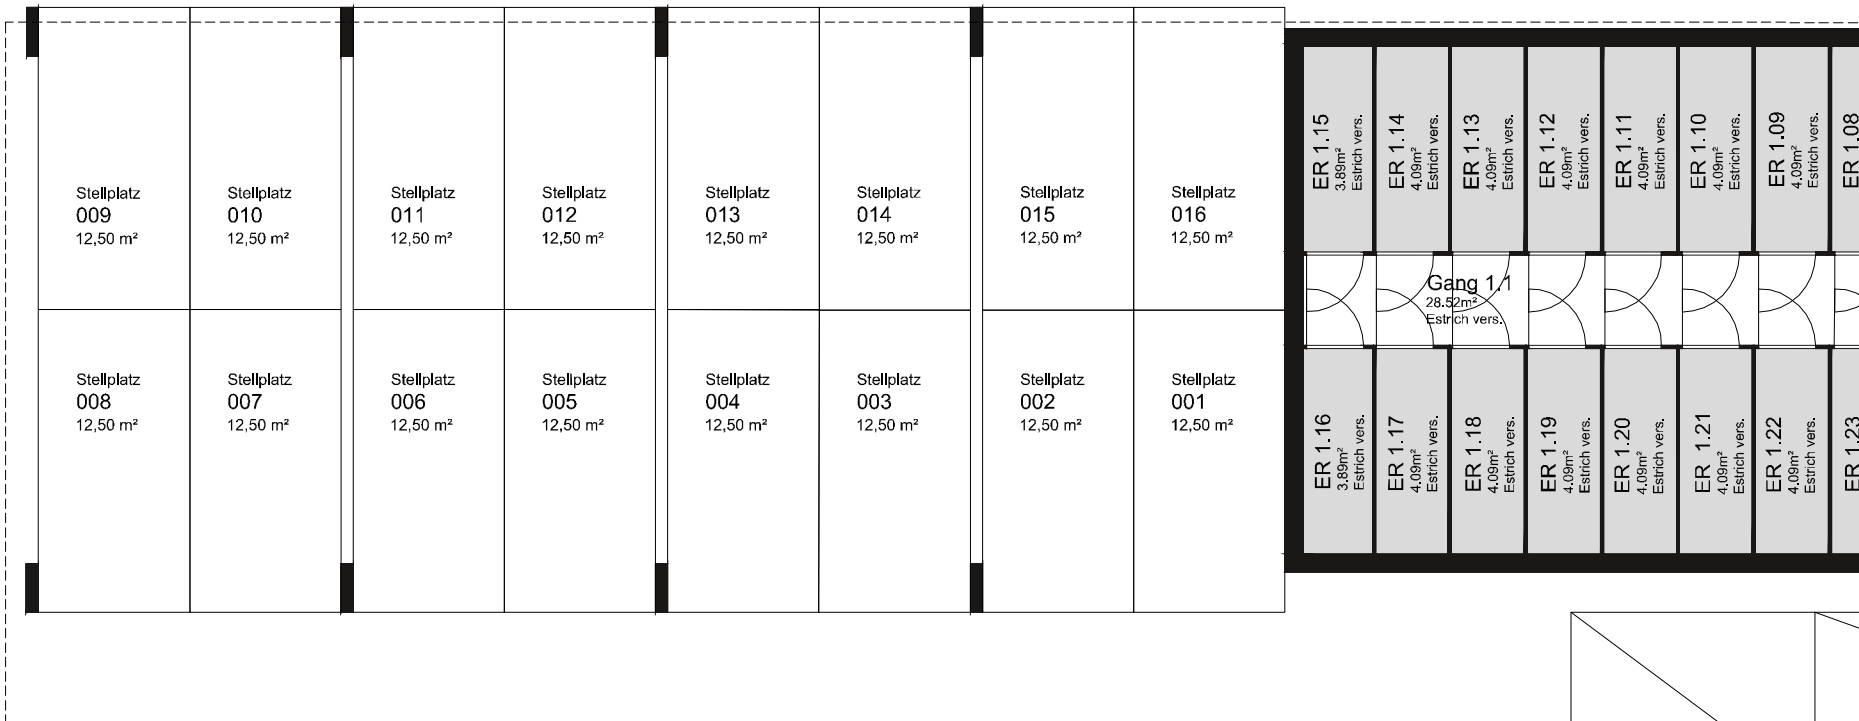 Stellplatz
009
12,50 m²
Stellplatz
010
12,50 m²
Stellplatz
011
12,50 m²
Stellplatz
012
12,50 m²
Stellplatz
013
12,50 m²
Stellplatz
014
12,50 m²
Stellplatz
015
12,50 m²
Stellplatz
016
12,50 m²
ER 1.15
3.89m²
Estrich vers.
ER 1.14
4.09m²
Estrich vers.
ER 1.13
4.09m²
Estrich vers.
ER 1.12
4.09m²
Estrich vers.
ER 1.11
4.09m²
Estrich vers.
ER 1.10
4.09m²
Estrich vers.
ER 1.09
4.09m²
Estrich vers.
ER 1.08
Gang 1.1
28.52m²
Estrich vers.
Stellplatz
008
12,50 m²
Stellplatz
007
12,50 m²
Stellplatz
006
12,50 m²
Stellplatz
005
12,50 m²
Stellplatz
004
12,50 m²
Stellplatz
003
12,50 m²
Stellplatz
002
12,50 m²
Stellplatz
001
12,50 m²
ER 1.16
3.89m²
Estrich vers.
ER 1.17
4.09m²
Estrich vers.
ER 1.18
4.09m²
Estrich vers.
ER 1.19
4.09m²
Estrich vers.
ER 1.20
4.09m²
Estrich vers.
ER 1.21
4.09m²
Estrich vers.
ER 1.22
4.09m²
Estrich vers.
ER 1.23